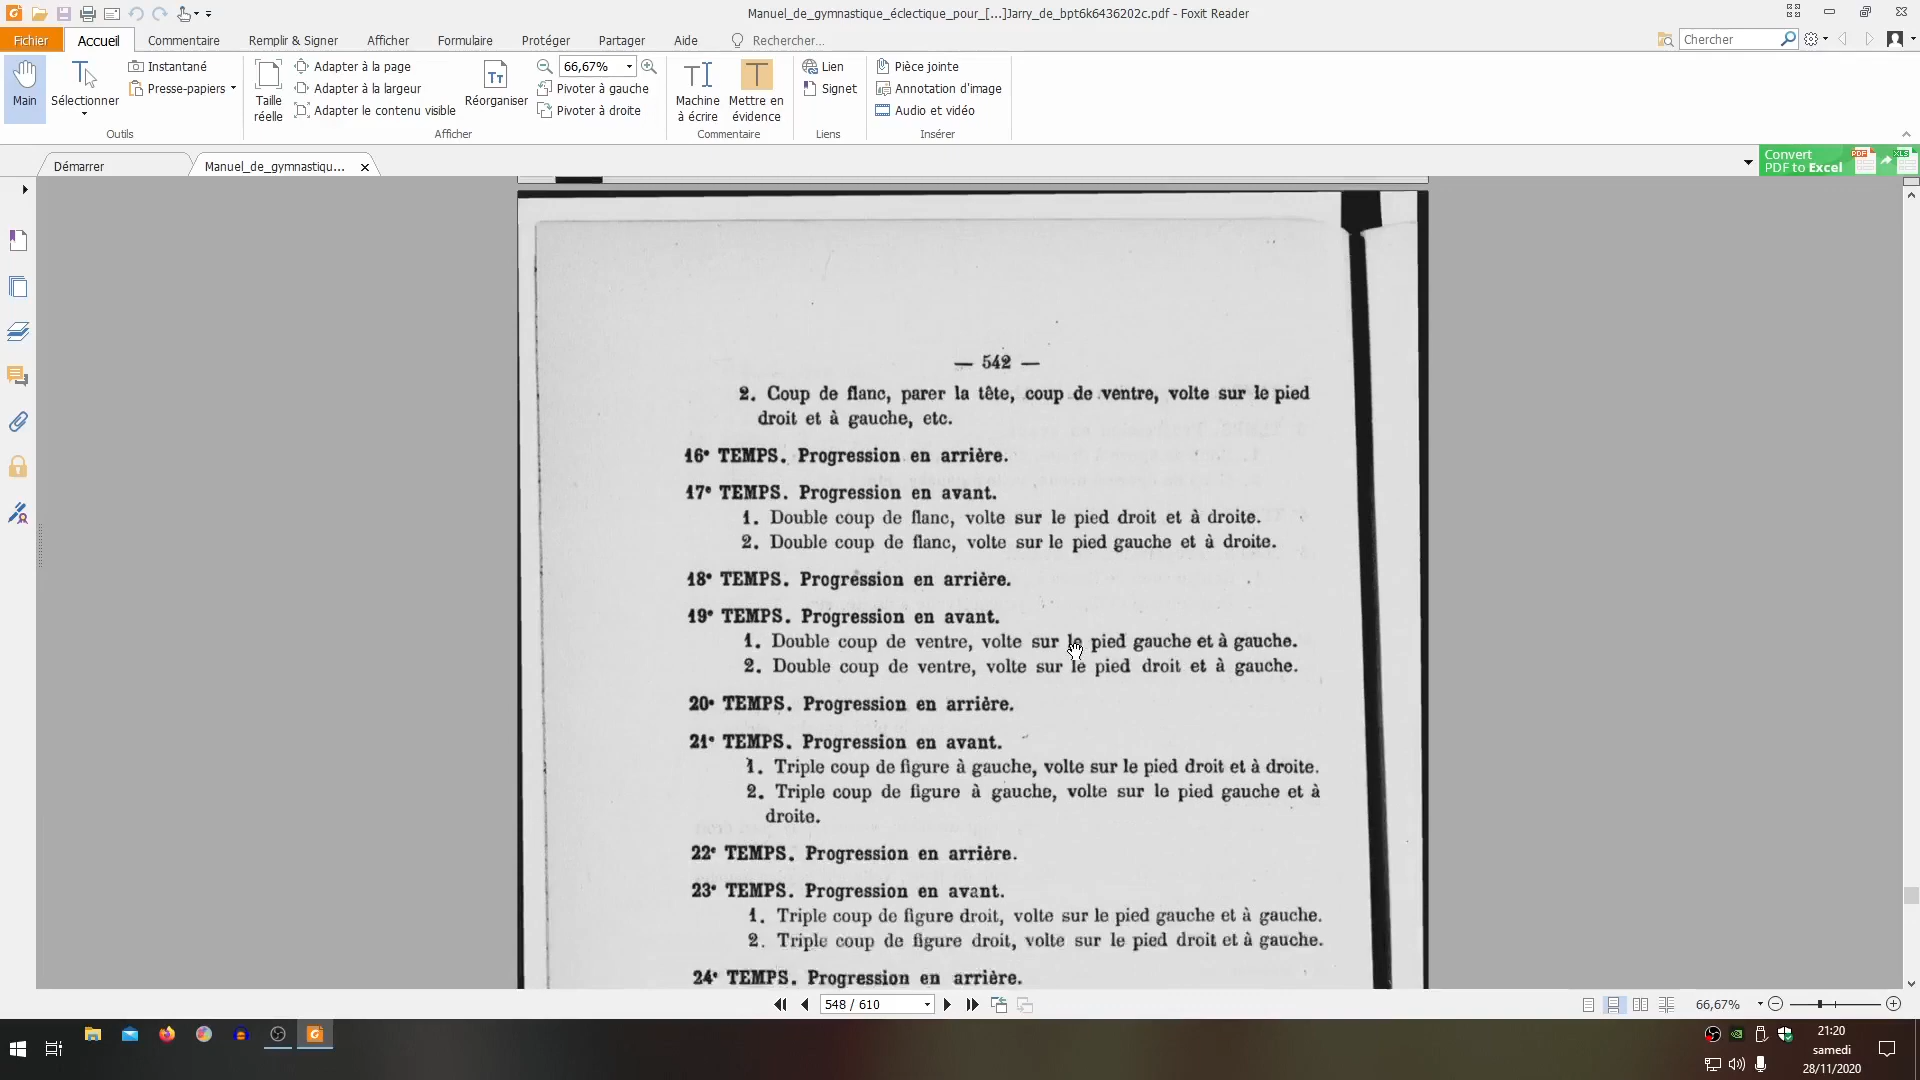 Manuel_de_gymnastique_éclectique_pour_[...]Jarry_de_bpt6k6436202c.pdf - Foxit Reader
Fichier Accueil Commentaire Remplir & Signer Afficher Formulaire Protéger Partager Aide Rechercher... Chercher
Main
Sélectionner
Instantané
Presse-papiers
Outils
Taille réelle
Adapter à la page
Adapter à la largeur
Adapter le contenu visible
Réorganiser
66,67%
Pivoter à gauche
Pivoter à droite
Afficher
Machine à écrire
Mettre en évidence
Commentaire
Lien
Signet
Liens
Pièce jointe
Annotation d'image
Audio et vidéo
Insérer
Démarrer
Manuel_de_gymnastiqu...
Convert
PDF to Excel
PDF
XLS
— 542 —
2. Coup de flanc, parer la tête, coup de ventre, volte sur le pied
droit et à gauche, etc.
16e TEMPS. Progression en arrière.
17e TEMPS. Progression en avant.
1. Double coup de flanc, volte sur le pied droit et à droite.
2. Double coup de flanc, volte sur le pied gauche et à droite.
18e TEMPS. Progression en arrière.
19e TEMPS. Progression en avant.
1. Double coup de ventre, volte sur le pied gauche et à gauche.
2. Double coup de ventre, volte sur le pied droit et à gauche.
20e TEMPS. Progression en arrière.
21e TEMPS. Progression en avant.
1. Triple coup de figure à gauche, volte sur le pied droit et à droite.
2. Triple coup de figure à gauche, volte sur le pied gauche et à
droite.
22e TEMPS. Progression en arrière.
23e TEMPS. Progression en avant.
1. Triple coup de figure droit, volte sur le pied gauche et à gauche.
2. Triple coup de figure droit, volte sur le pied droit et à gauche.
24e TEMPS. Progression en arrière.
548 / 610
66,67%
21:20
samedi
28/11/2020